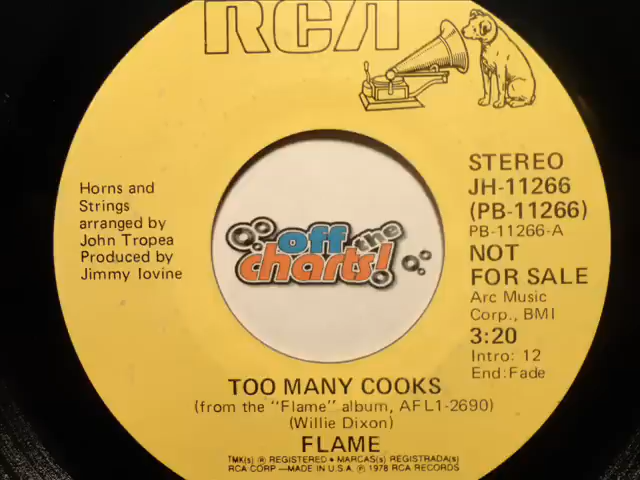 RCA
Horns and
Strings
arranged by
John Tropea
Produced by
Jimmy Iovine
off
the
charts!
STEREO
JH-11266
(PB-11266)
PB-11266-A
NOT
FOR SALE
Arc Music
Corp., BMI
3:20
Intro: 12
End: Fade
TOO MANY COOKS
(from the "Flame" album, AFL1-2690)
(Willie Dixon)
FLAME
TMK(s) ® REGISTERED • MARCAS(s) REGISTRADA(s)
RCA CORP—MADE IN U.S.A. ℗ 1978 RCA RECORDS